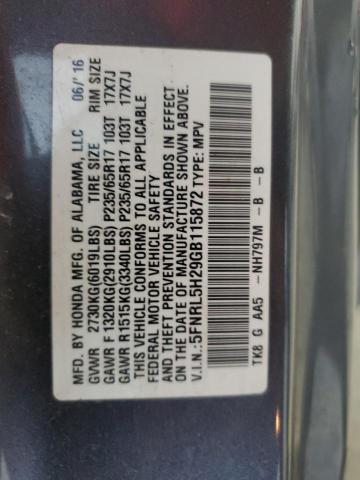 MFD. BY HONDA MFG. OF ALABAMA, LLC 06/'16
GVWR 2730KG(6019LBS) TIRE SIZE RIM SIZE
GAWR F 1320KG(2910LBS) P235/65R17 103T 17X7J
GAWR R1515KG(3340LBS) P235/65R17 103T 17X7J
THIS VEHICLE CONFORMS TO ALL APPLICABLE
FEDERAL MOTOR VEHICLE SAFETY
AND THEFT PREVENTION STANDARDS IN EFFECT
ON THE DATE OF MANUFACTURE SHOWN ABOVE.
V.I.N.: 5FNRL5H29GB115872 TYPE: MPV
TK8 G AA5 -NH797M -B -B